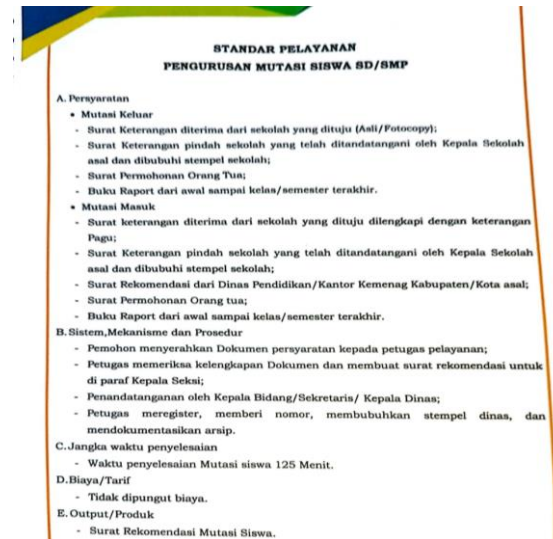 STANDAR PELAYANAN
PENGURUSAN MUTASI SISWA SD/SMP
A. Persyaratan
• Mutasi Keluar
- Surat Keterangan diterima dari sekolah yang dituju (Asli/Fotocopy);
- Surat Keterangan pindah sekolah yang telah ditandatangani oleh Kepala Sekolah
asal dan dibubuhi stempel sekolah;
- Surat Permohonan Orang Tua;
- Buku Raport dari awal sampai kelas/semester terakhir.
• Mutasi Masuk
- Surat keterangan diterima dari sekolah yang dituju dilengkapi dengan keterangan
Pagu;
- Surat Keterangan pindah sekolah yang telah ditandatangani oleh Kepala Sekolah
asal dan dibubuhi stempel sekolah;
- Surat Rekomendasi dari Dinas Pendidikan/Kantor Kemenag Kabupaten/Kota asal;
- Surat Permohonan Orang tua;
- Buku Raport dari awal sampai kelas/semester terakhir.
B. Sistem,Mekanisme dan Prosedur
- Pemohon menyerahkan Dokumen persyaratan kepada petugas pelayanan;
- Petugas memeriksa kelengkapan Dokumen dan membuat surat rekomendasi untuk
di paraf Kepala Seksi;
- Penandatanganan oleh Kepala Bidang/Sekretaris/ Kepala Dinas;
- Petugas meregister, memberi nomor, membubuhkan stempel dinas, dan
mendokumentasikan arsip.
C. Jangka waktu penyelesaian
- Waktu penyelesaian Mutasi siswa 125 Menit.
D. Biaya/Tarif
- Tidak dipungut biaya.
E. Output/Produk
- Surat Rekomendasi Mutasi Siswa.